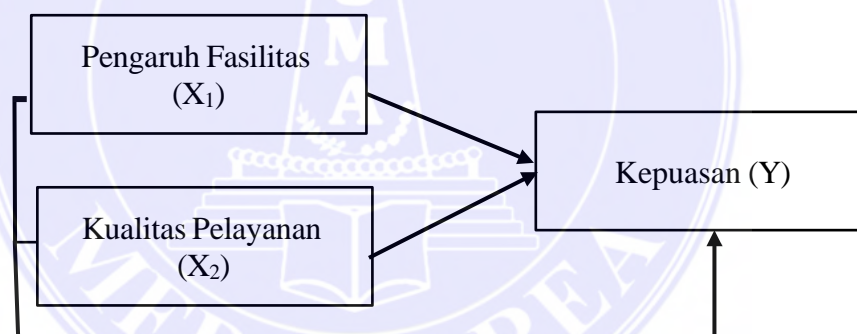 Pengaruh Fasilitas
(X₁)
Kepuasan (Y)
Kualitas Pelayanan
(X₂)
U
M
A